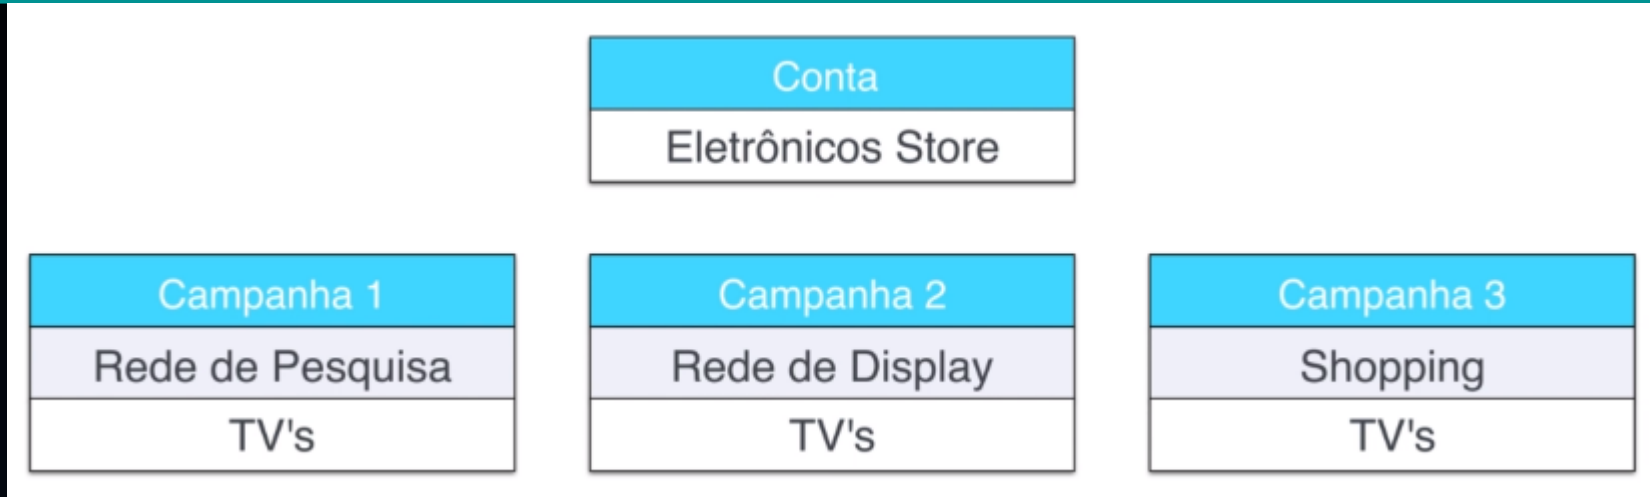 Conta
Eletrônicos Store
Campanha 1
Rede de Pesquisa
TV's
Campanha 2
Rede de Display
TV's
Campanha 3
Shopping
TV's